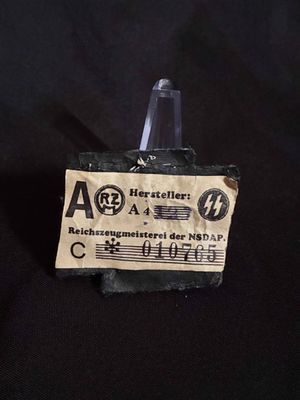 A RZM Hersteller:
A 4
Reichszeugmeisterei der NSDAP.
C * 010765